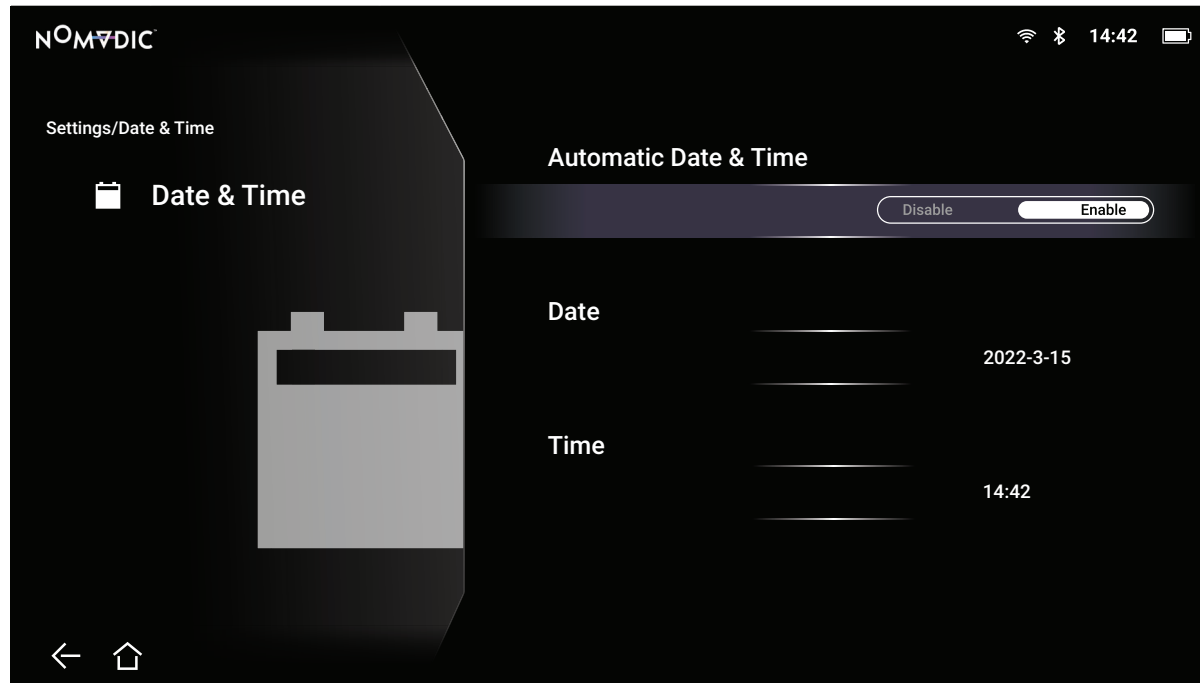 NOMADIC™
14:42
Settings/Date & Time
Date & Time
Automatic Date & Time
Disable Enable
Date
2022-3-15
Time
14:42